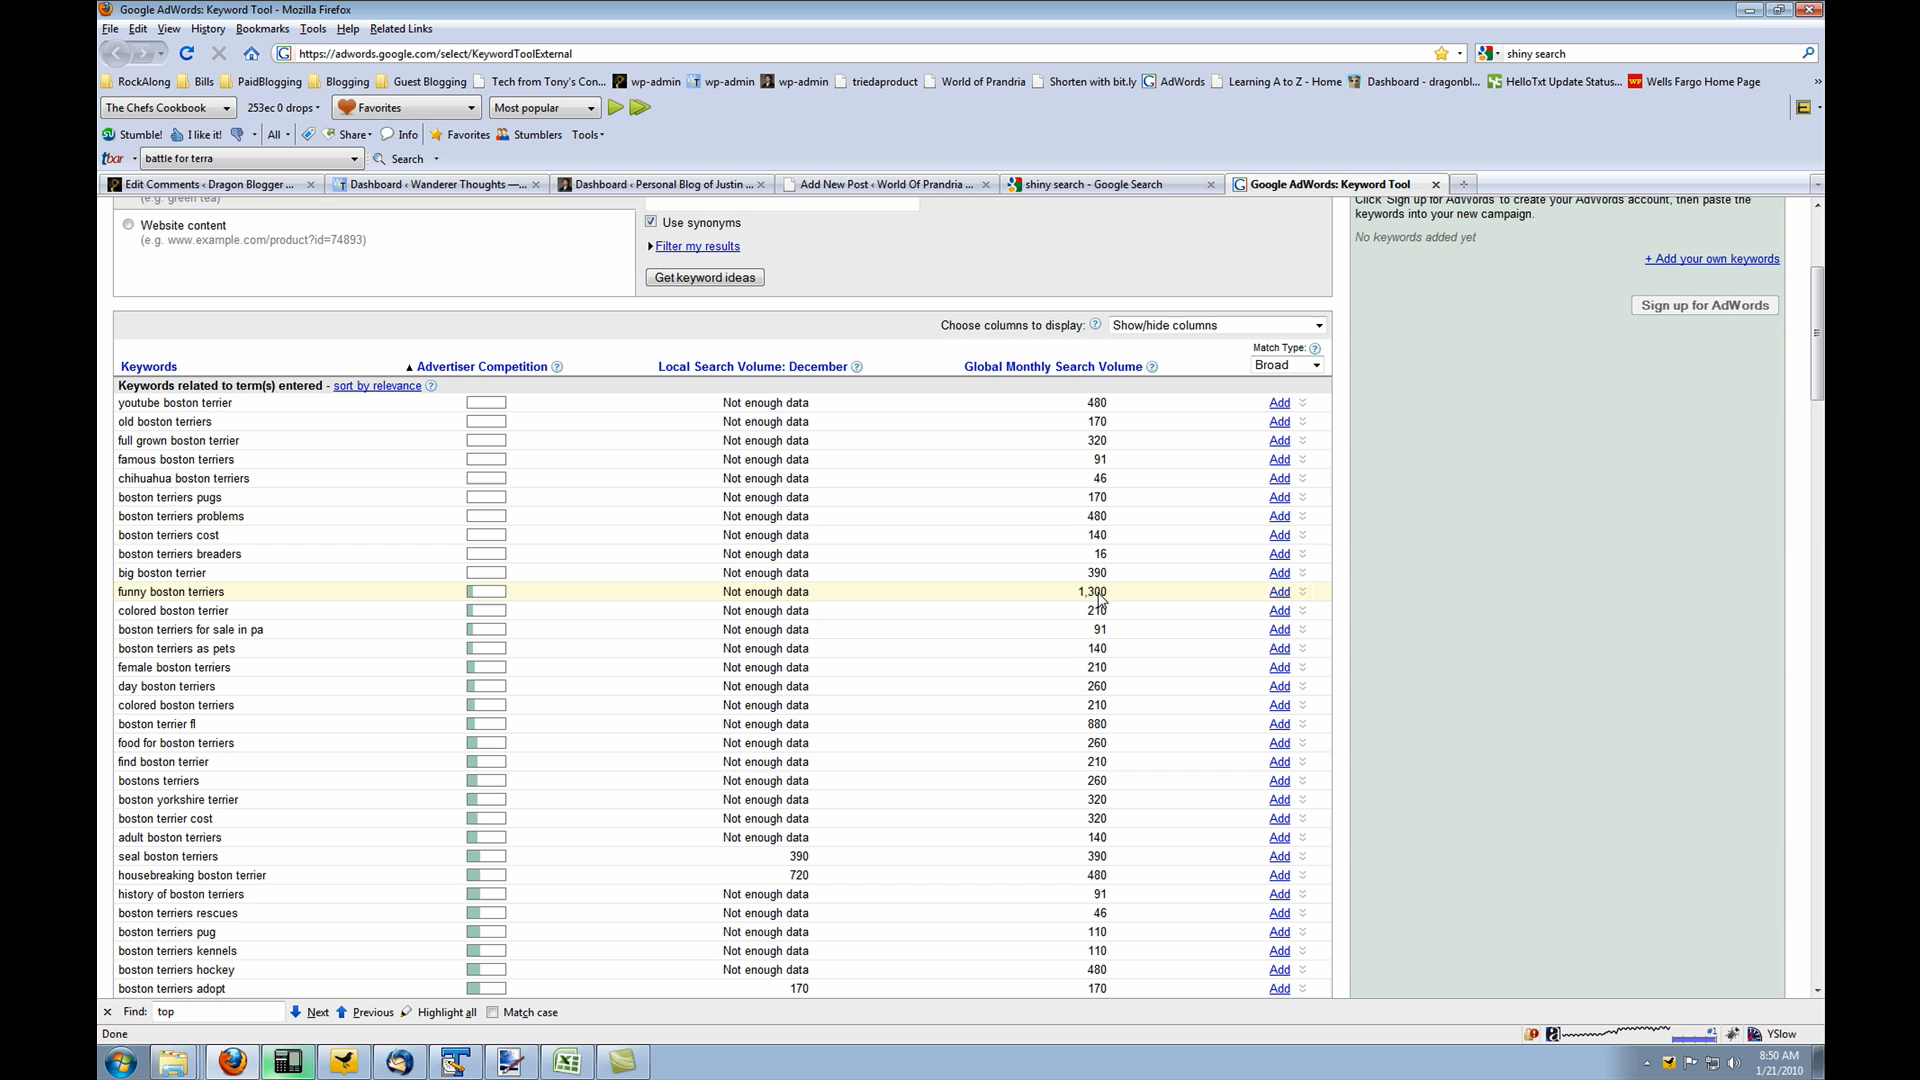 Google AdWords: Keyword Tool - Mozilla Firefox
File Edit View History Bookmarks Tools Help Related Links
https://adwords.google.com/select/KeywordToolExternal shiny search
RockAlong Bills PaidBlogging Blogging Guest Blogging Tech from Tony's Con... wp-admin wp-admin wp-admin triedaproduct World of Prandria Shorten with bit.ly AdWords Learning A to Z - Home Dashboard - dragonbl... HelloTxt Update Status... Wells Fargo Home Page »
The Chefs Cookbook 253ec 0 drops Favorites Most popular
Stumble! I like it! All Share Info Favorites Stumblers Tools
tbar battle for terra Search
Edit Comments ‹ Dragon Blogger ... Dashboard ‹ Wanderer Thoughts —... Dashboard ‹ Personal Blog of Justin ... Add New Post ‹ World Of Prandria ... shiny search - Google Search Google AdWords: Keyword Tool
(e.g. green tea)
Website content
(e.g. www.example.com/product?id=74893)
Use synonyms
Filter my results
Get keyword ideas
Click 'Sign up for AdWords' to create your AdWords account, then paste the
keywords into your new campaign.
No keywords added yet
+ Add your own keywords
Sign up for AdWords
Choose columns to display: Show/hide columns
Match Type:
Keywords Advertiser Competition Local Search Volume: December Global Monthly Search Volume Broad
Keywords related to term(s) entered - sort by relevance
youtube boston terrier Not enough data 480 Add
old boston terriers Not enough data 170 Add
full grown boston terrier Not enough data 320 Add
famous boston terriers Not enough data 91 Add
chihuahua boston terriers Not enough data 46 Add
boston terriers pugs Not enough data 170 Add
boston terriers problems Not enough data 480 Add
boston terriers cost Not enough data 140 Add
boston terriers breaders Not enough data 16 Add
big boston terrier Not enough data 390 Add
funny boston terriers Not enough data 1,300 Add
colored boston terrier Not enough data 210 Add
boston terriers for sale in pa Not enough data 91 Add
boston terriers as pets Not enough data 140 Add
female boston terriers Not enough data 210 Add
day boston terriers Not enough data 260 Add
colored boston terriers Not enough data 210 Add
boston terrier fl Not enough data 880 Add
food for boston terriers Not enough data 260 Add
find boston terrier Not enough data 210 Add
bostons terriers Not enough data 260 Add
boston yorkshire terrier Not enough data 320 Add
boston terrier cost Not enough data 320 Add
adult boston terriers Not enough data 140 Add
seal boston terriers 390 390 Add
housebreaking boston terrier 720 480 Add
history of boston terriers Not enough data 91 Add
boston terriers rescues Not enough data 46 Add
boston terriers pug Not enough data 110 Add
boston terriers kennels Not enough data 110 Add
boston terriers hockey Not enough data 480 Add
boston terriers adopt 170 170 Add
Find: top Next Previous Highlight all Match case
Done #1 YSlow
8:50 AM
1/21/2010